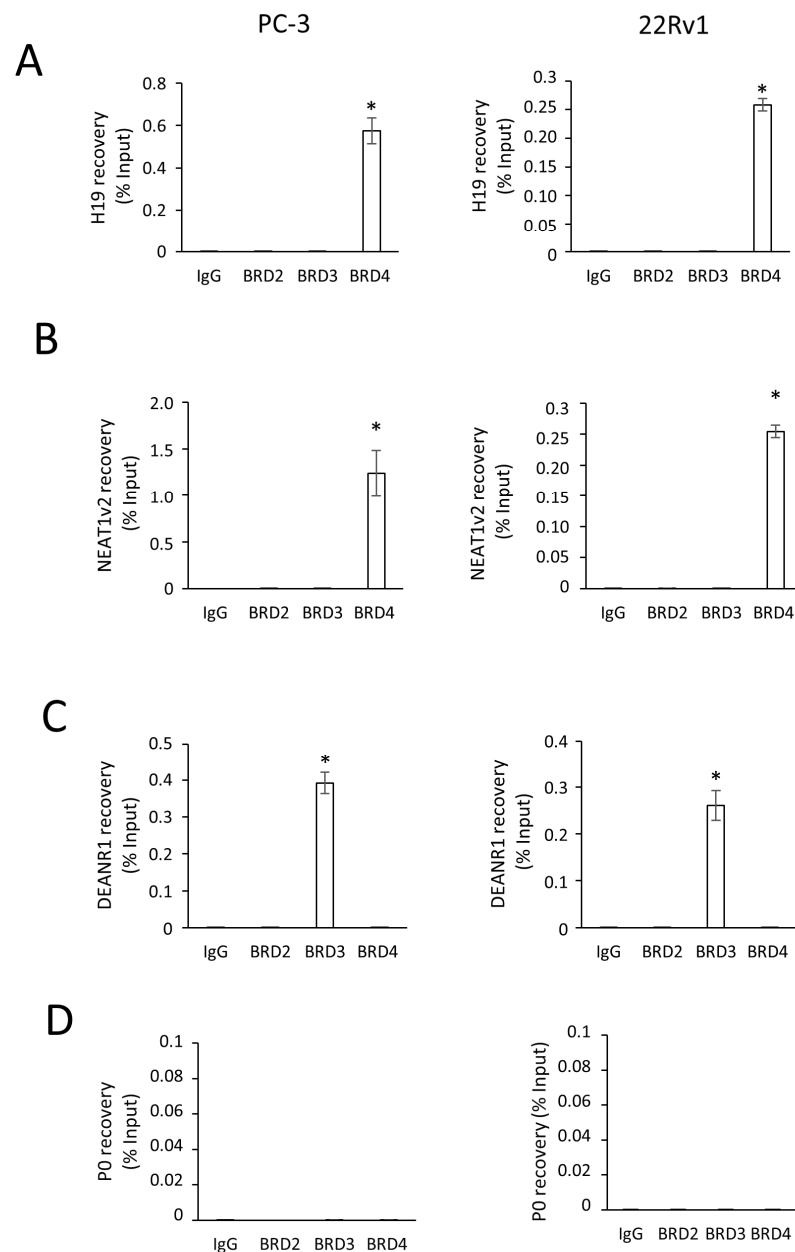 PC-3
22Rv1
A
H19 recovery
(% Input)
0.8
0.6
0.4
0.2
0
*
IgG BRD2 BRD3 BRD4
H19 recovery
(% Input)
0.3
0.25
0.20
0.15
0.10
0.05
0
*
IgG BRD2 BRD3 BRD4
B
NEAT1v2 recovery
(% Input)
2.0
1.5
1.0
0.5
0
*
IgG BRD2 BRD3 BRD4
NEAT1v2 recovery
(% Input)
0.3
0.25
0.20
0.15
0.10
0.05
0
*
IgG BRD2 BRD3 BRD4
C
DEANR1 recovery
(% Input)
0.5
0.4
0.3
0.2
0.1
0
*
IgG BRD2 BRD3 BRD4
DEANR1 recovery
(% Input)
0.4
0.3
0.2
0.1
0
*
IgG BRD2 BRD3 BRD4
D
P0 recovery
(% Input)
0.1
0.08
0.06
0.04
0.02
0
IgG BRD2 BRD3 BRD4
P0 recovery (% Input)
0.1
0.08
0.06
0.04
0.02
0
IgG BRD2 BRD3 BRD4